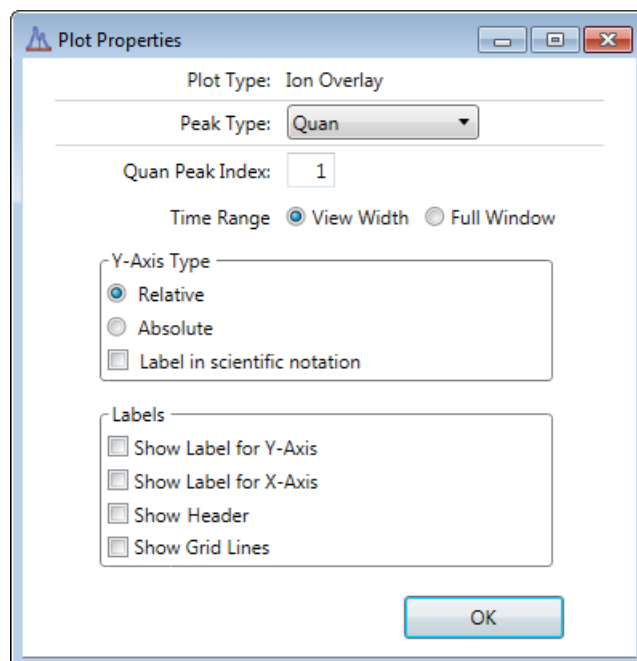 Plot Properties
Plot Type: Ion Overlay
Peak Type: Quan
Quan Peak Index: 1
Time Range View Width Full Window
Y-Axis Type
Relative
Absolute
Label in scientific notation
Labels
Show Label for Y-Axis
Show Label for X-Axis
Show Header
Show Grid Lines
OK